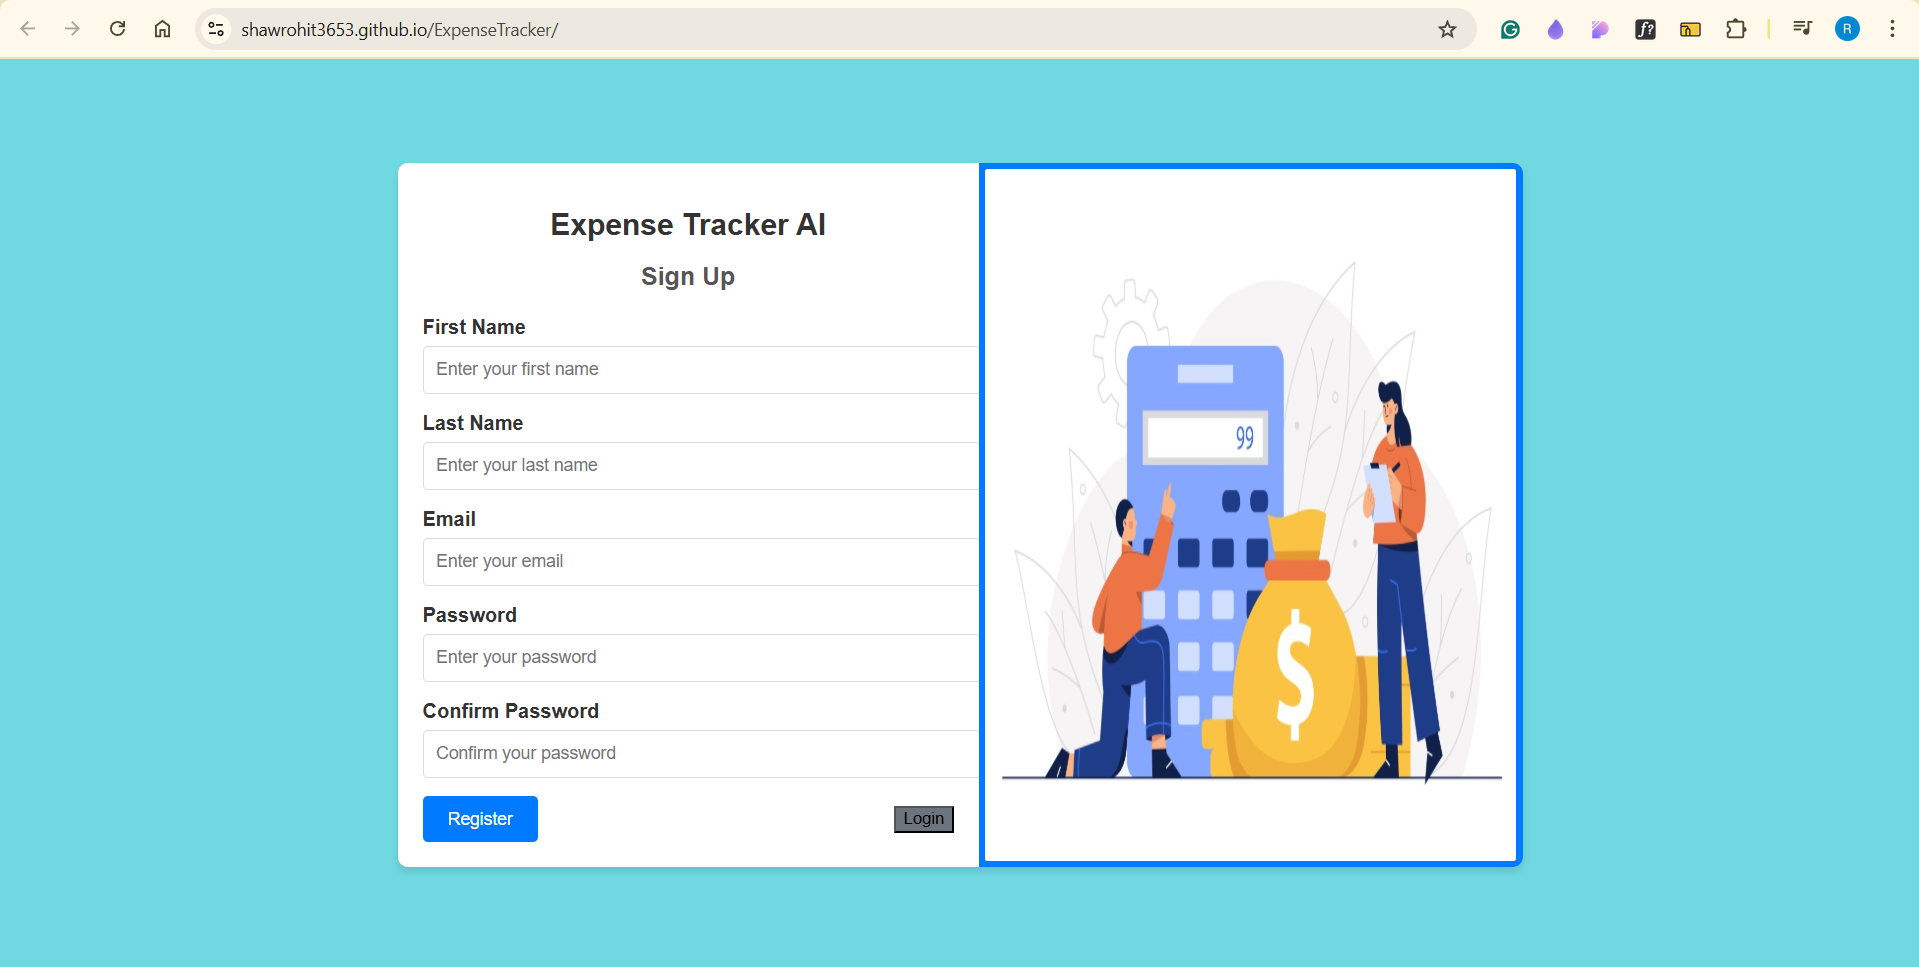 shawrohit3653.github.io/ExpenseTracker/
f?
R
Expense Tracker AI
Sign Up
First Name
Enter your first name
Last Name
Enter your last name
Email
Enter your email
Password
Enter your password
Confirm Password
Confirm your password
Register
Login
99
$